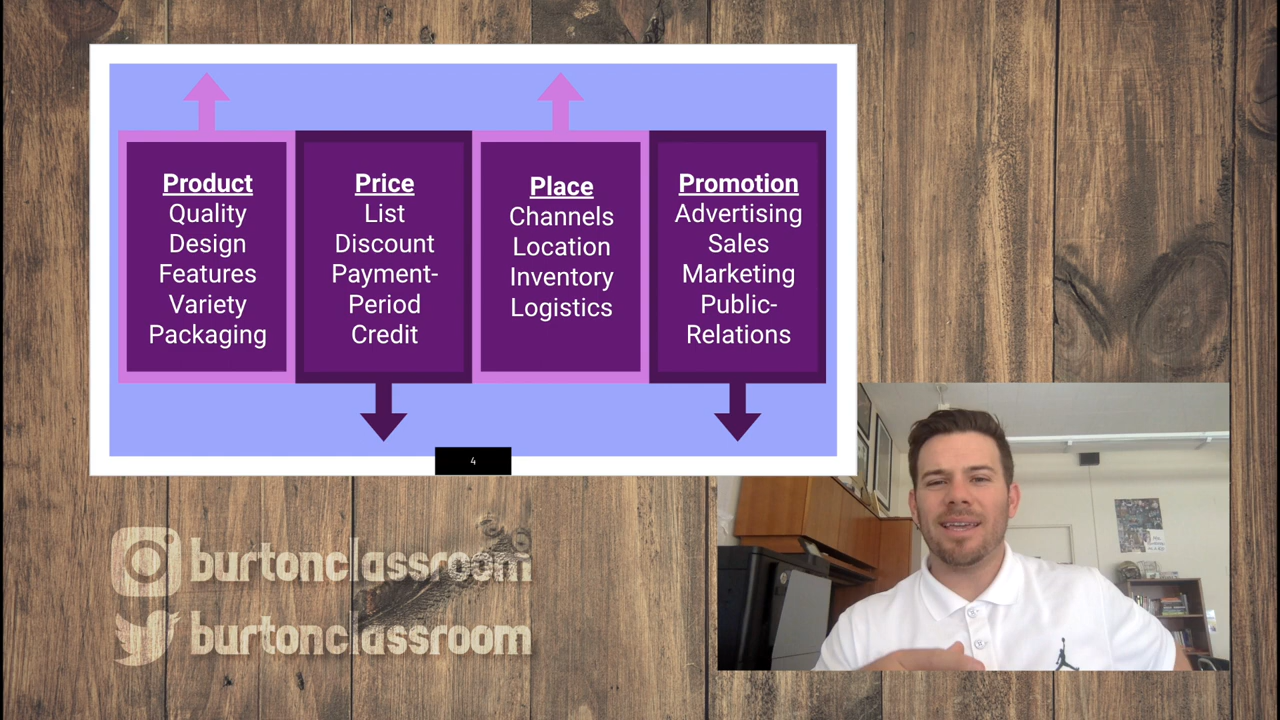 Product
Quality
Design
Features
Variety
Packaging
Price
List
Discount
Payment-
Period
Credit
Place
Channels
Location
Inventory
Logistics
Promotion
Advertising
Sales
Marketing
Public-
Relations
4
burtonclassroom
burtonclassroom